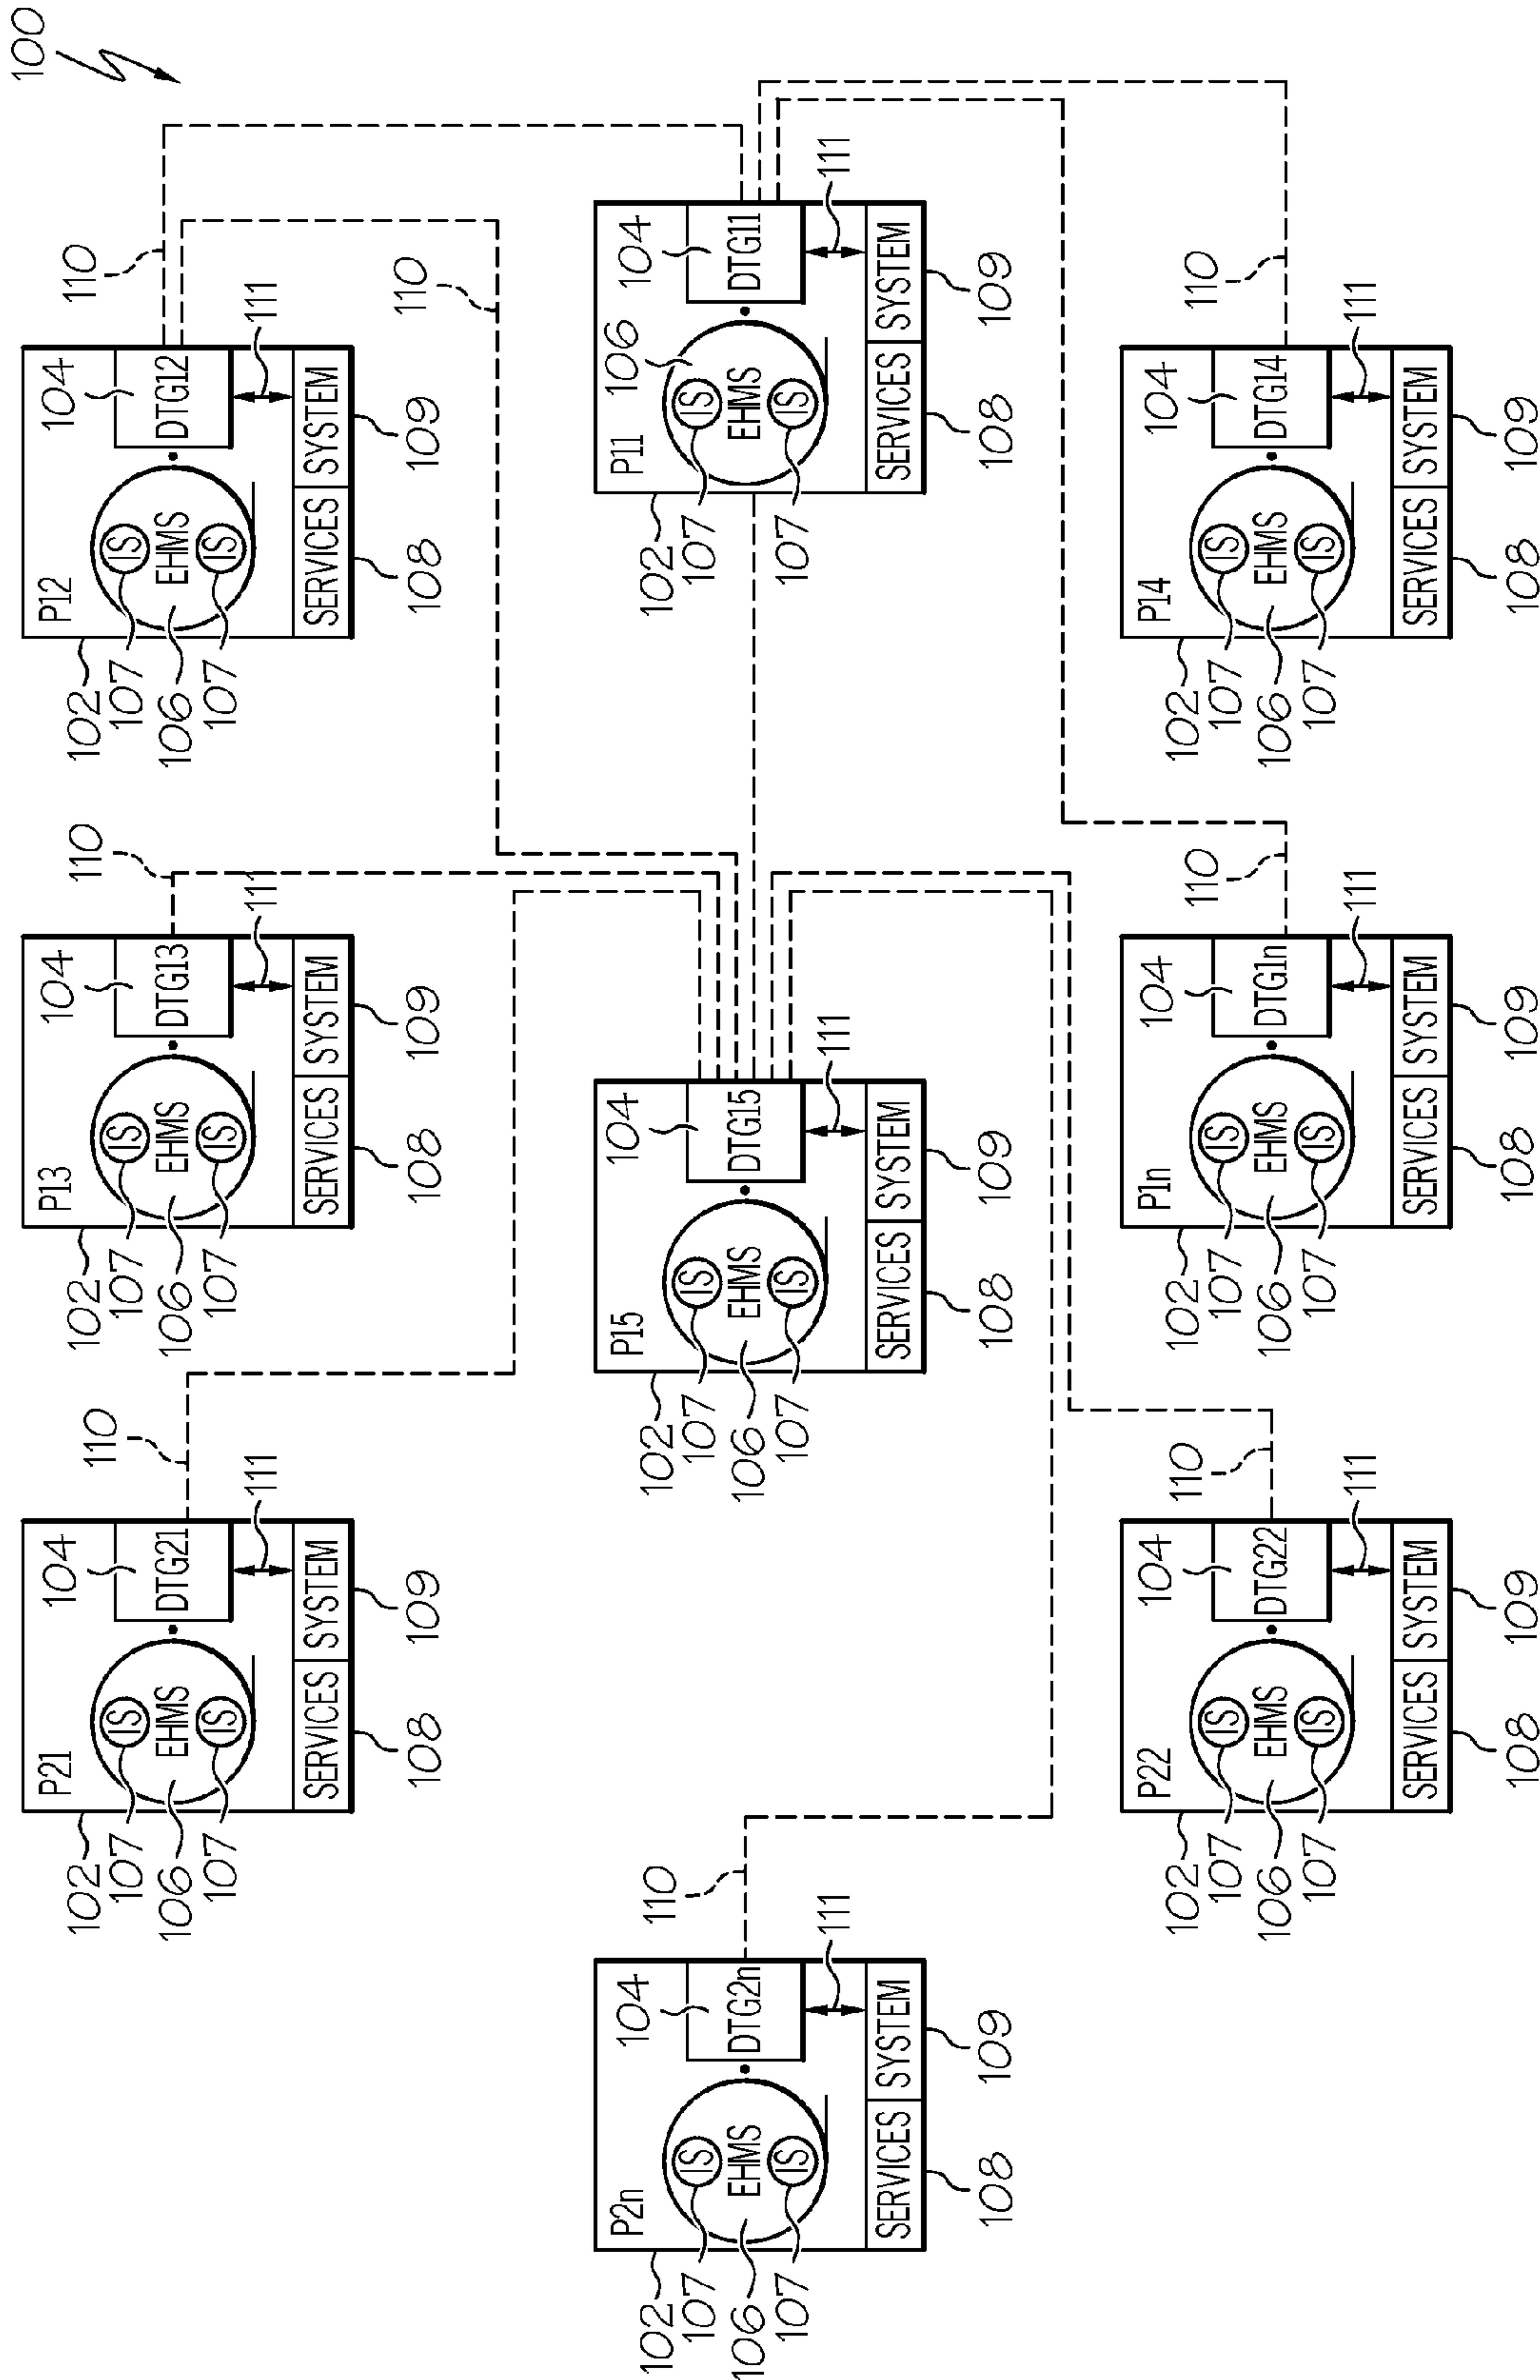 100
P21
102
107
106
107
IS
EHMS
IS
104
DTG21
110
111
SERVICES
SYSTEM
108
109
P13
102
107
106
107
IS
EHMS
IS
104
DTG13
110
111
SERVICES
SYSTEM
108
109
P12
102
107
106
107
IS
EHMS
IS
104
DTG12
110
111
SERVICES
SYSTEM
108
109
110
P2n
102
107
106
107
IS
EHMS
IS
104
DTG2n
110
111
SERVICES
SYSTEM
108
109
P15
102
107
106
107
IS
EHMS
IS
104
DTG15
111
SERVICES
SYSTEM
108
109
P11
102
107
106
107
IS
EHMS
IS
104
DTG11
111
SERVICES
SYSTEM
108
109
P22
102
107
106
107
IS
EHMS
IS
104
DTG22
110
111
SERVICES
SYSTEM
108
109
P1n
102
107
106
107
IS
EHMS
IS
104
DTG1n
110
111
SERVICES
SYSTEM
108
109
P14
102
107
106
107
IS
EHMS
IS
104
DTG14
110
111
SERVICES
SYSTEM
108
109